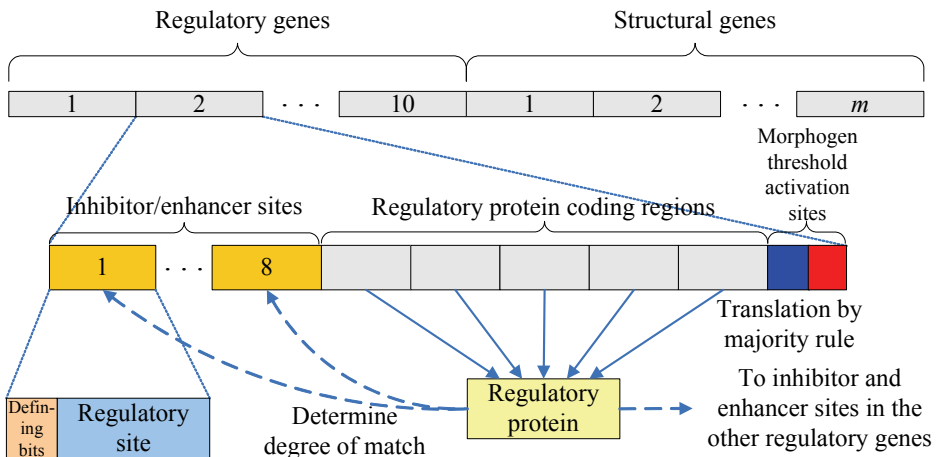 Regulatory genes
Structural genes
1
2
. . .
10
1
2
. . .
m
Morphogen
threshold
activation
sites
Inhibitor/enhancer sites
Regulatory protein coding regions
1
. . .
8
Translation by
majority rule
Defin-
ing
bits
Regulatory
site
Determine
degree of match
Regulatory
protein
To inhibitor and
enhancer sites in the
other regulatory genes